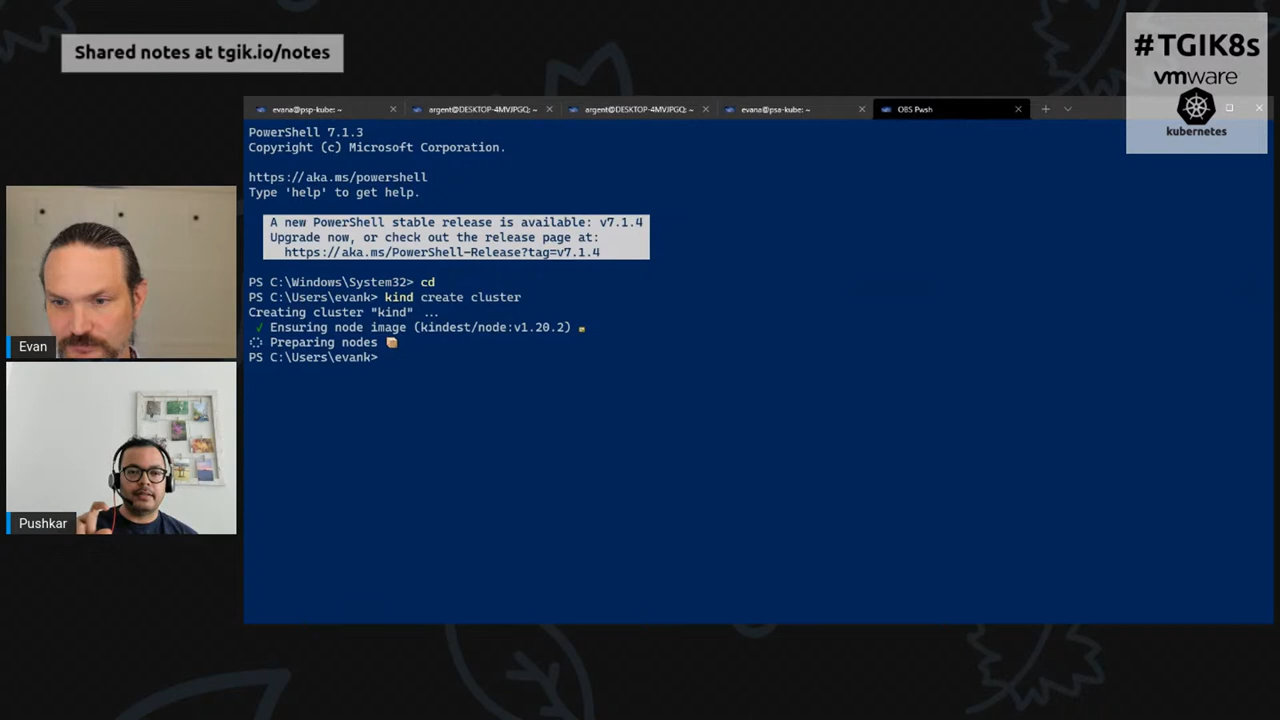 Shared notes at tgik.io/notes
#TGIK8s
vmware
kubernetes
evana@psp-kube: ~
argent@DESKTOP-4MVJPGQ: ~
argent@DESKTOP-4MVJPGQ: ~
evana@psa-kube: ~
OBS Pwsh
PowerShell 7.1.3
Copyright (c) Microsoft Corporation.
https://aka.ms/powershell
Type 'help' to get help.
A new PowerShell stable release is available: v7.1.4
Upgrade now, or check out the release page at:
https://aka.ms/PowerShell-Release?tag=v7.1.4
PS C:\Windows\System32> cd
PS C:\Users\evank> kind create cluster
Creating cluster "kind" ...
✓ Ensuring node image (kindest/node:v1.20.2)
Preparing nodes 📦
PS C:\Users\evank>
Evan
Pushkar